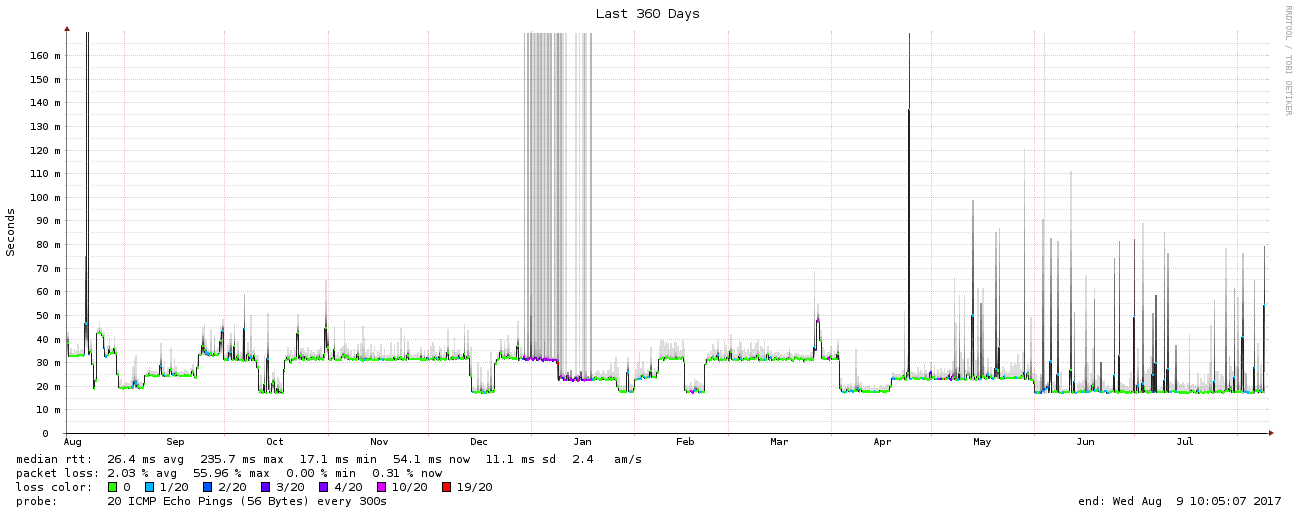 Last 360 Days
RRDTOOL / TOBI OETIKER
Seconds
160 m
150 m
140 m
130 m
120 m
110 m
100 m
90 m
80 m
70 m
60 m
50 m
40 m
30 m
20 m
10 m
0
Aug Sep Oct Nov Dec Jan Feb Mar Apr May Jun Jul
median rtt: 26.4 ms avg 235.7 ms max 17.1 ms min 54.1 ms now 11.1 ms sd 2.4 am/s
packet loss: 2.03 % avg 55.96 % max 0.00 % min 0.31 % now
loss color: 0 1/20 2/20 3/20 4/20 10/20 19/20
probe: 20 ICMP Echo Pings (56 Bytes) every 300s end: Wed Aug 9 10:05:07 2017